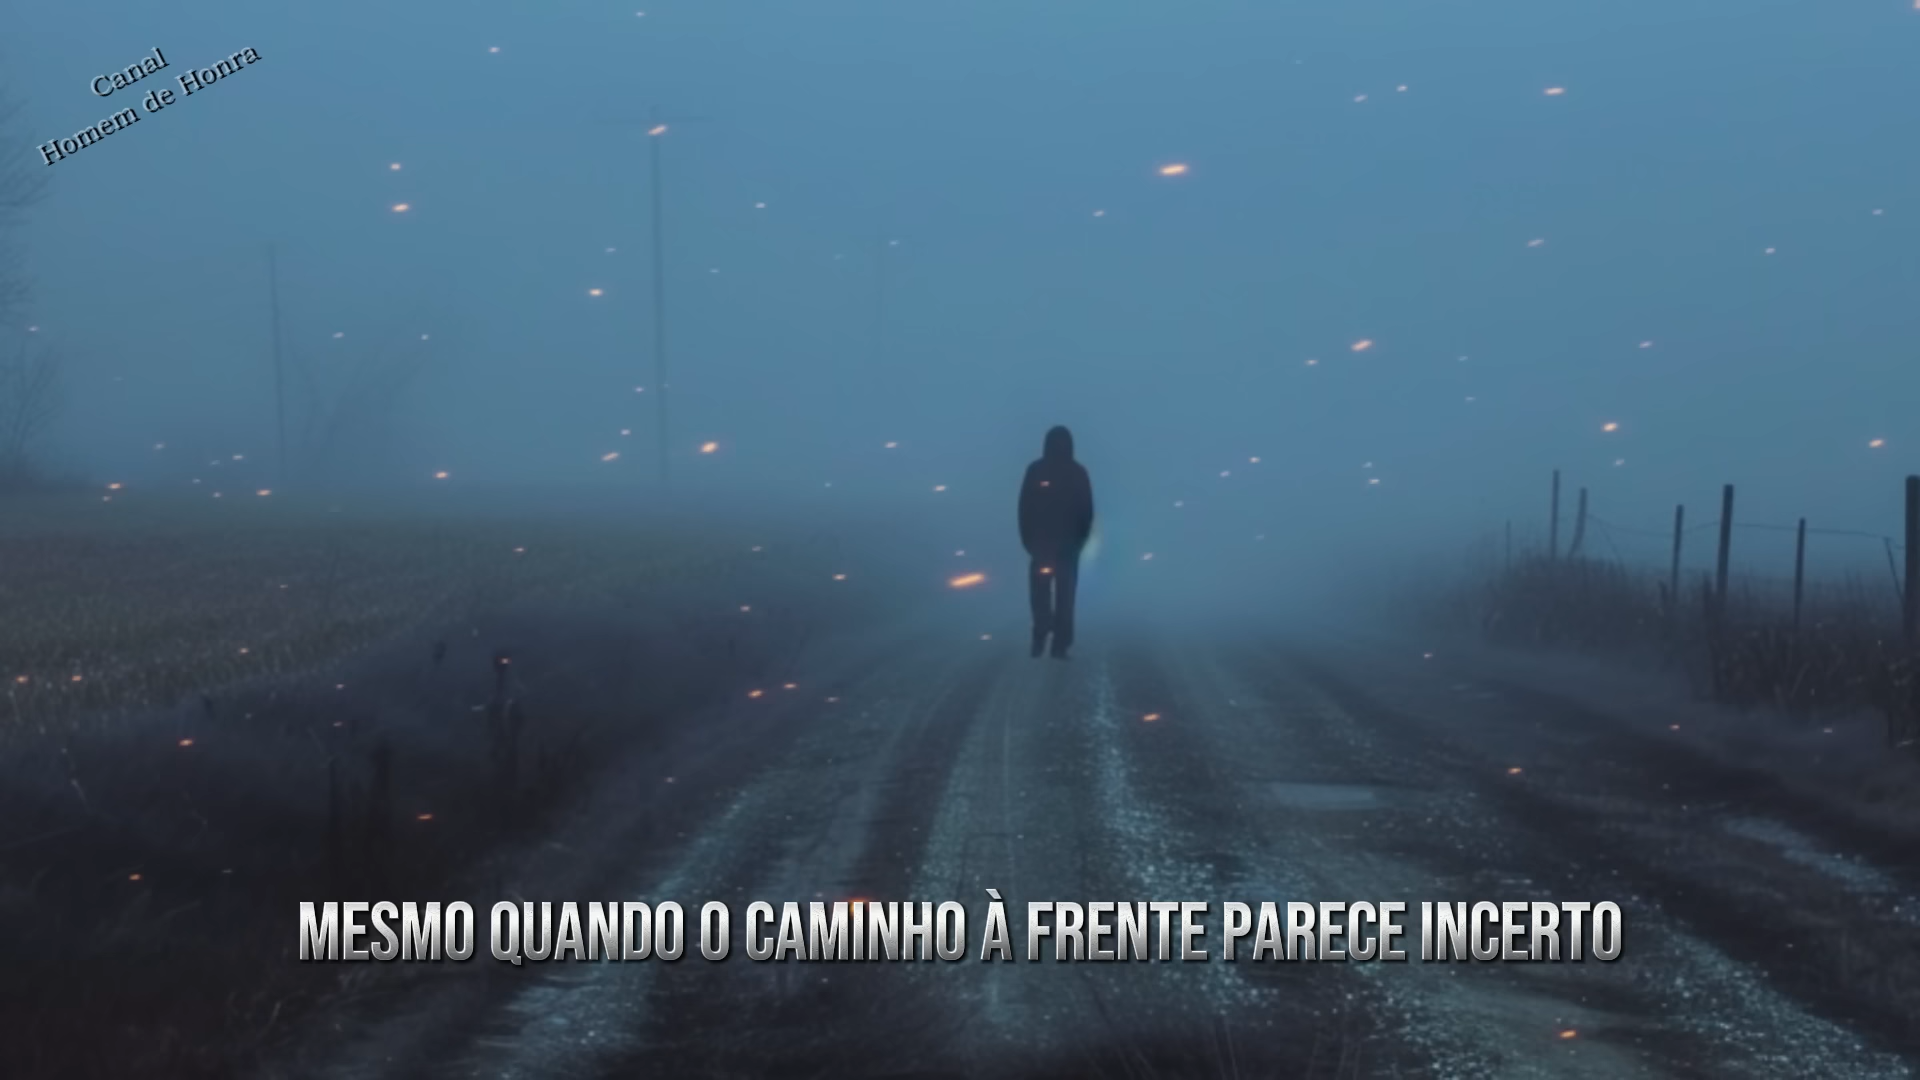 Canal
Homem de Honra
MESMO QUANDO O CAMINHO À FRENTE PARECE INCERTO